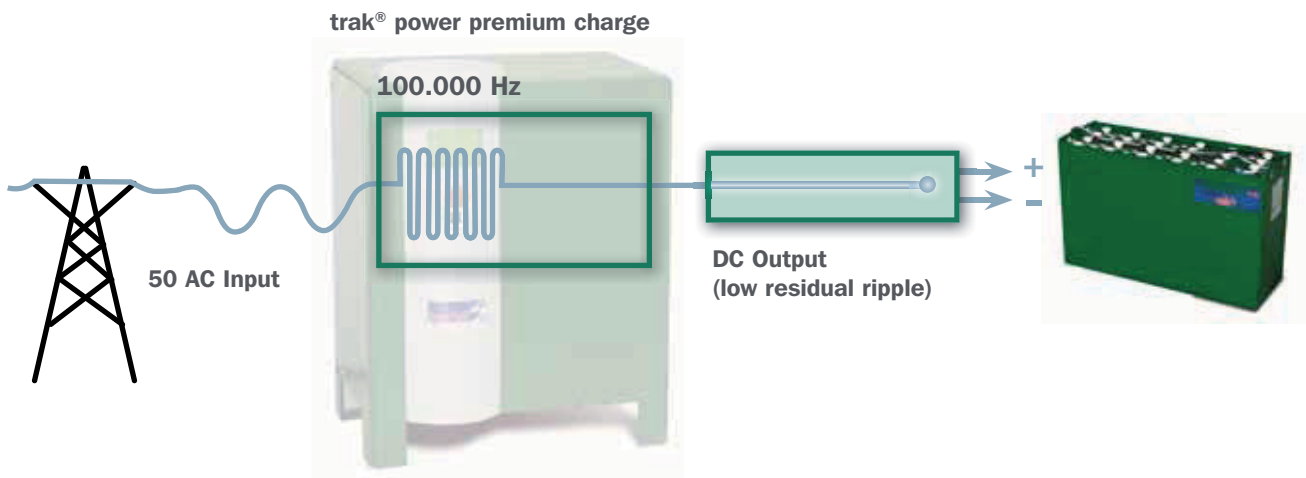 trak® power premium charge
100.000 Hz
50 AC Input
DC Output
(low residual ripple)
+
–